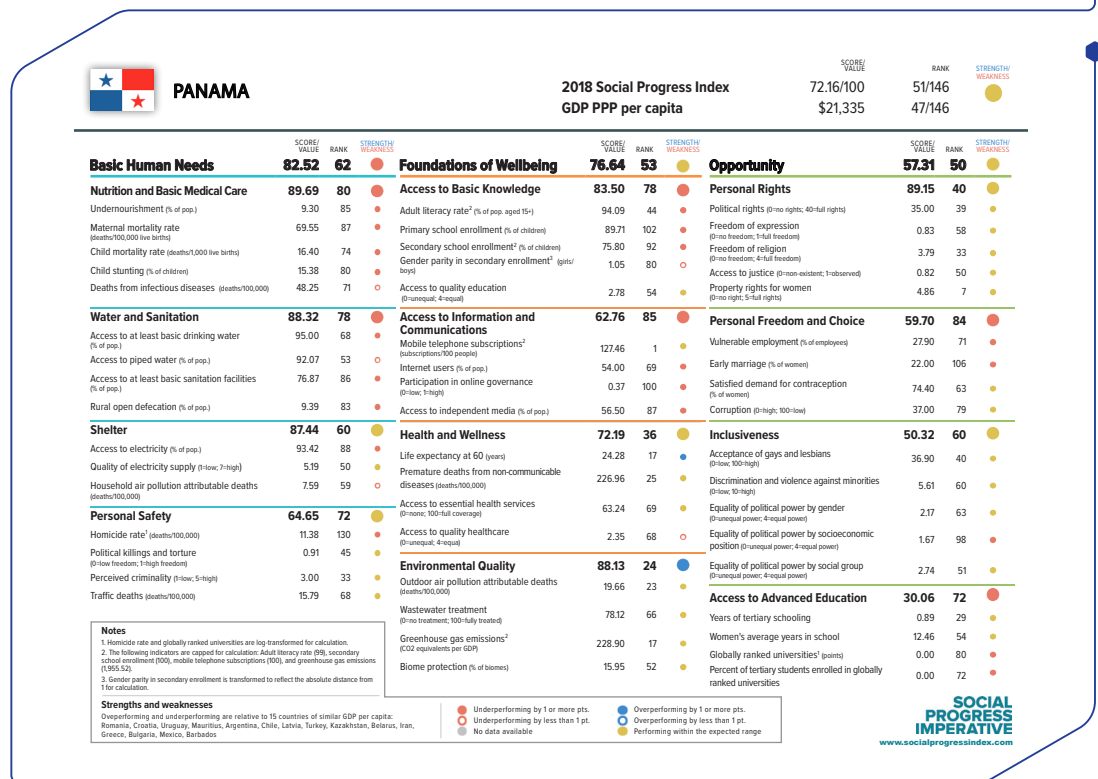 PANAMA
SCORE/
VALUE
RANK
STRENGTH/
WEAKNESS
2018 Social Progress Index 72.16/100 51/146
GDP PPP per capita $21,335 47/146
SCORE/
VALUE RANK STRENGTH/
WEAKNESS
Basic Human Needs 82.52 62
Nutrition and Basic Medical Care 89.69 80
Undernourishment (% of pop.) 9.30 85
Maternal mortality rate 69.55 87
(deaths/100,000 live births)
Child mortality rate (deaths/1,000 live births) 16.40 74
Child stunting (% of children) 15.38 80
Deaths from infectious diseases (deaths/100,000) 48.25 71
Water and Sanitation 88.32 78
Access to at least basic drinking water 95.00 68
(% of pop.)
Access to piped water (% of pop.) 92.07 53
Access to at least basic sanitation facilities 76.87 86
(% of pop.)
Rural open defecation (% of pop.) 9.39 83
Shelter 87.44 60
Access to electricity (% of pop.) 93.42 88
Quality of electricity supply (1=low; 7=high) 5.19 50
Household air pollution attributable deaths 7.59 59
(deaths/100,000)
Personal Safety 64.65 72
Homicide rate¹ (deaths/100,000) 11.38 130
Political killings and torture 0.91 45
(0=low freedom; 1=high freedom)
Perceived criminality (1=low; 5=high) 3.00 33
Traffic deaths (deaths/100,000) 15.79 68
SCORE/
VALUE RANK STRENGTH/
WEAKNESS
Foundations of Wellbeing 76.64 53
Access to Basic Knowledge 83.50 78
Adult literacy rate² (% of pop. aged 15+) 94.09 44
Primary school enrollment (% of children) 89.71 102
Secondary school enrollment² (% of children) 75.80 92
Gender parity in secondary enrollment³ (girls/ 1.05 80
boys)
Access to quality education 2.78 54
(0=unequal; 4=equal)
Access to Information and 62.76 85
Communications
Mobile telephone subscriptions² 127.46 1
(subscriptions/100 people)
Internet users (% of pop.) 54.00 69
Participation in online governance 0.37 100
(0=low; 1=high)
Access to independent media (% of pop.) 56.50 87
Health and Wellness 72.19 36
Life expectancy at 60 (years) 24.28 17
Premature deaths from non-communicable 226.96 25
diseases (deaths/100,000)
Access to essential health services 63.24 69
(0=none; 100=full coverage)
Access to quality healthcare 2.35 68
(0=unequal; 4=equa)
Environmental Quality 88.13 24
Outdoor air pollution attributable deaths 19.66 23
(deaths/100,000)
Wastewater treatment 78.12 66
(0=no treatment; 100=fully treated)
Greenhouse gas emissions² 228.90 17
(CO2 equivalents per GDP)
Biome protection (% of biomes) 15.95 52
SCORE/
VALUE RANK STRENGTH/
WEAKNESS
Opportunity 57.31 50
Personal Rights 89.15 40
Political rights (0=no rights; 40=full rights) 35.00 39
Freedom of expression 0.83 58
(0=no freedom; 1=full freedom)
Freedom of religion 3.79 33
(0=no freedom; 4=full freedom)
Access to justice (0=non-existent; 1=observed) 0.82 50
Property rights for women 4.86 7
(0=no right; 5=full rights)
Personal Freedom and Choice 59.70 84
Vulnerable employment (% of employees) 27.90 71
Early marriage (% of women) 22.00 106
Satisfied demand for contraception 74.40 63
(% of women)
Corruption (0=high; 100=low) 37.00 79
Inclusiveness 50.32 60
Acceptance of gays and lesbians 36.90 40
(0=low; 100=high)
Discrimination and violence against minorities 5.61 60
(0=low; 10=high)
Equality of political power by gender 2.17 63
(0=unequal power; 4=equal power)
Equality of political power by socioeconomic 1.67 98
position (0=unequal power; 4=equal power)
Equality of political power by social group 2.74 51
(0=unequal power; 4=equal power)
Access to Advanced Education 30.06 72
Years of tertiary schooling 0.89 29
Women's average years in school 12.46 54
Globally ranked universities¹ (points) 0.00 80
Percent of tertiary students enrolled in globally 0.00 72
ranked universities
Notes
1. Homicide rate and globally ranked universities are log-transformed for calculation.
2. The following indicators are capped for calculation: Adult literacy rate (99), secondary
school enrollment (100), mobile telephone subscriptions (100), and greenhouse gas emissions
(1,955.52).
3. Gender parity in secondary enrollment is transformed to reflect the absolute distance from
1 for calculation.
Strengths and weaknesses
Oveperforming and underperforming are relative to 15 countries of similar GDP per capita:
Romania, Croatia, Uruguay, Mauritius, Argentina, Chile, Latvia, Turkey, Kazakhstan, Belarus, Iran,
Greece, Bulgaria, Mexico, Barbados
Underperforming by 1 or more pts.
Underperforming by less than 1 pt.
No data available
Overperforming by 1 or more pts.
Overperforming by less than 1 pt.
Performing within the expected range
SOCIAL
PROGRESS
IMPERATIVE
www.socialprogressindex.com